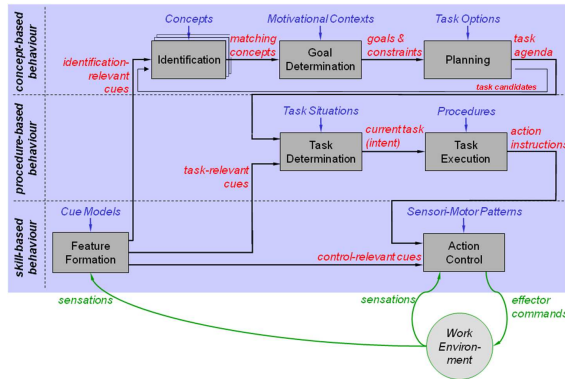 concept-based
behaviour
Concepts
Motivational Contexts
Task Options
identification-
relevant
cues
Identification
matching
concepts
Goal
Determination
goals &
constraints
Planning
task
agenda
task candidates
procedure-based
behaviour
Task Situations
Procedures
task-relevant
cues
Task
Determination
current task
(intent)
Task
Execution
action
instructions
skill-based
behaviour
Cue Models
Sensori-Motor Patterns
Feature
Formation
control-relevant cues
Action
Control
sensations
sensations
effector
commands
Work
Environ-
ment